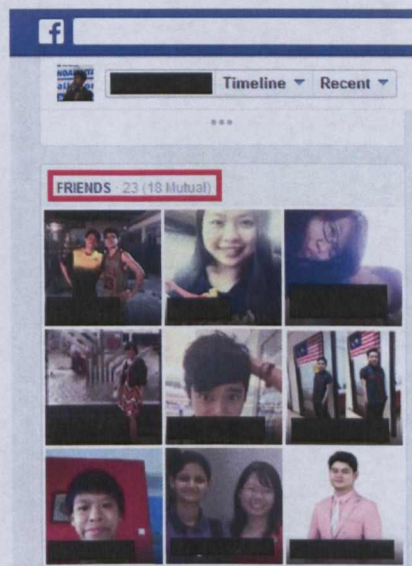 f
Timeline Recent
FRIENDS · 23 (18 Mutual)